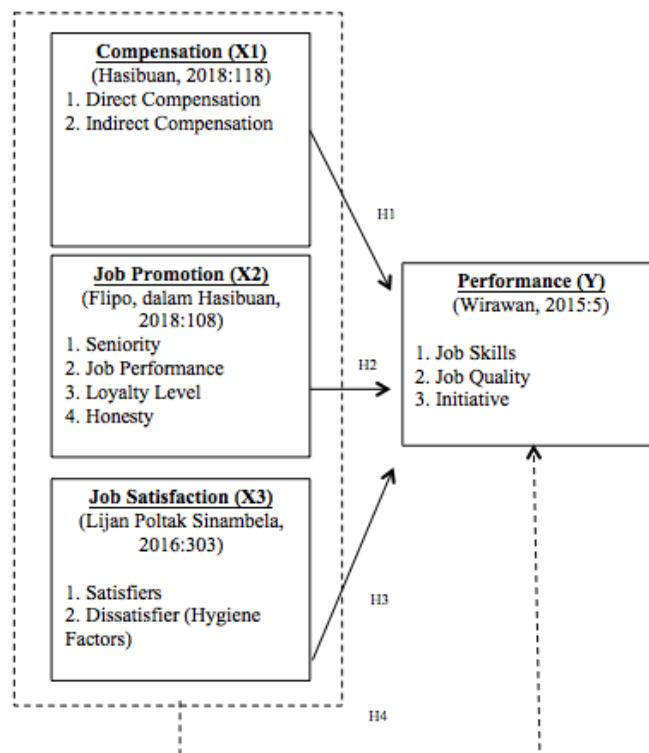 Compensation (X1)
(Hasibuan, 2018:118)
1. Direct Compensation
2. Indirect Compensation
H1
Job Promotion (X2)
(Flipo, dalam Hasibuan,
2018:108)
1. Seniority
2. Job Performance
3. Loyalty Level
4. Honesty
H2
Performance (Y)
(Wirawan, 2015:5)
1. Job Skills
2. Job Quality
3. Initiative
Job Satisfaction (X3)
(Lijan Poltak Sinambela,
2016:303)
1. Satisfiers
2. Dissatisfier (Hygiene
Factors)
H3
H4